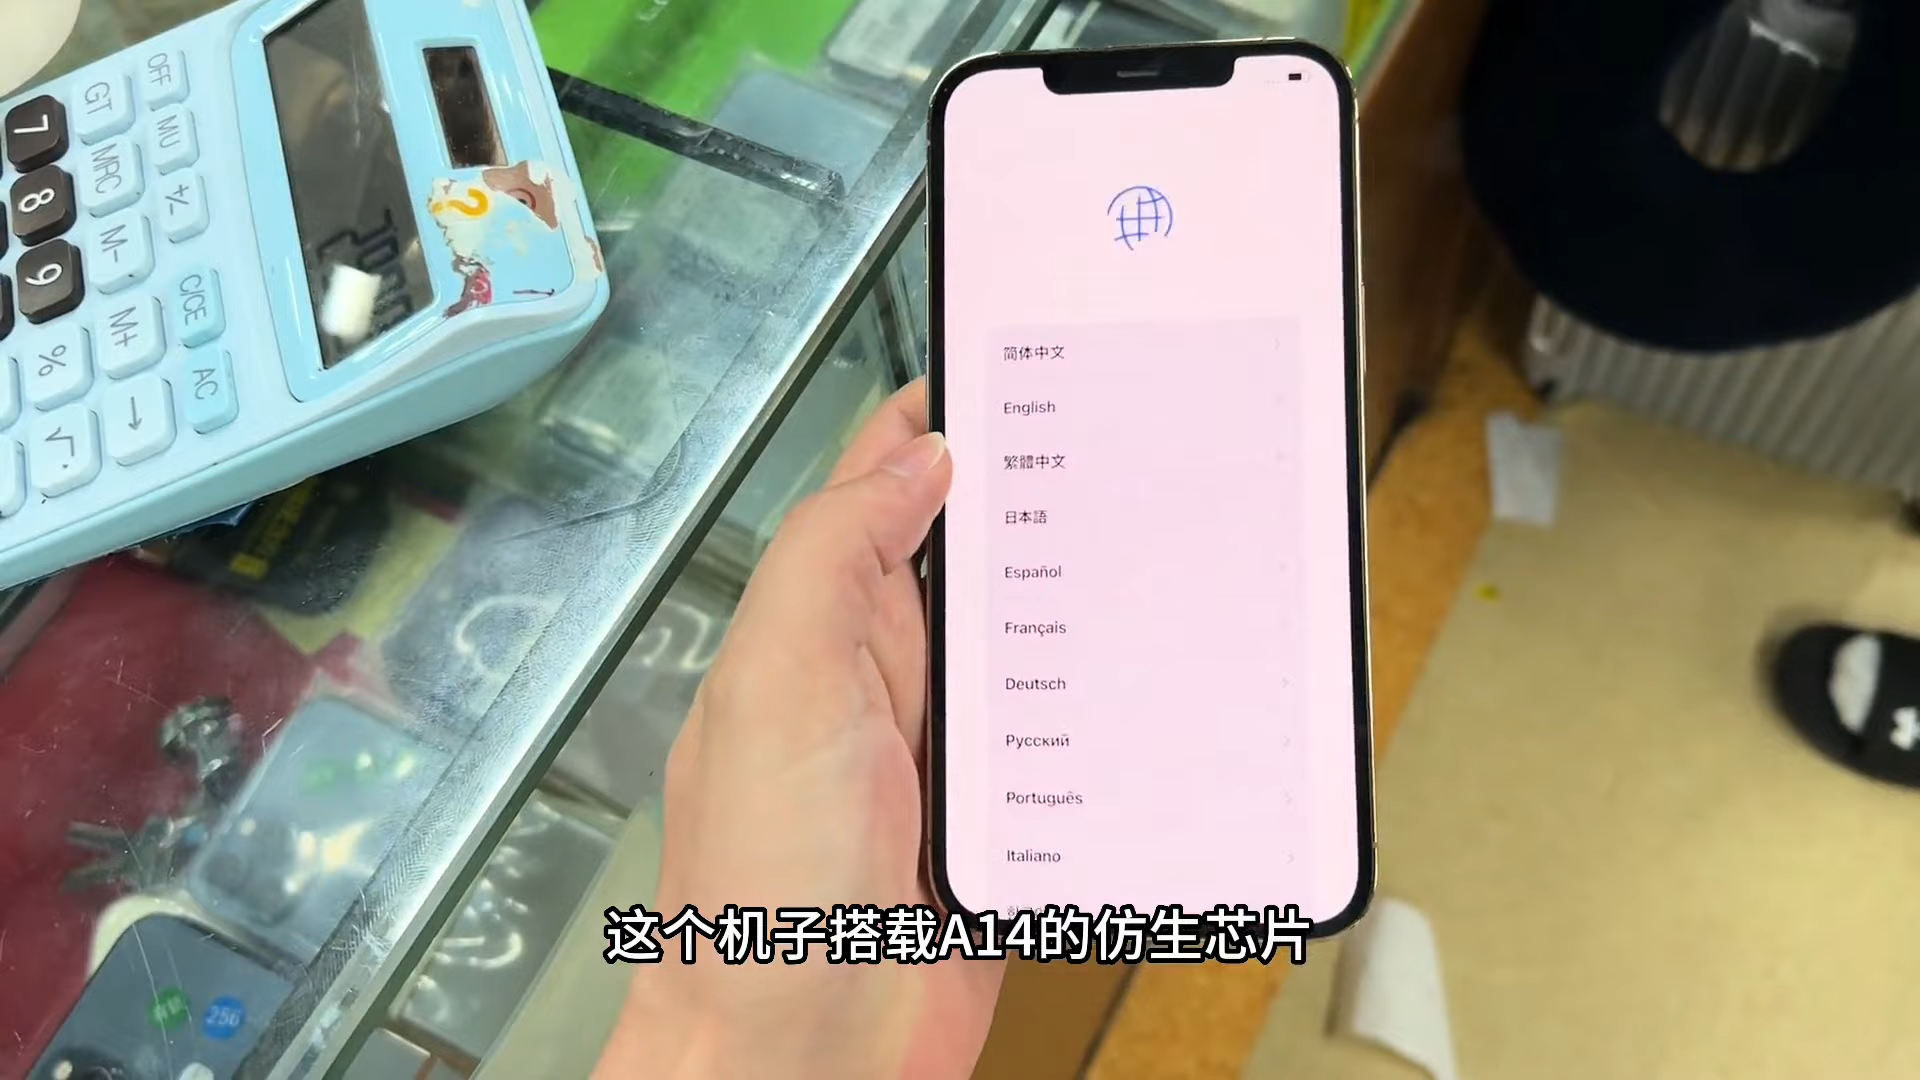 OFF
GT
MU
7
MRC
+/-
8
M-
C/CE
9
M+
AC
%
→
√
?
简体中文
English
繁體中文
日本語
Español
Français
Deutsch
Русский
Português
Italiano
256
这个机子搭载A14的仿生芯片